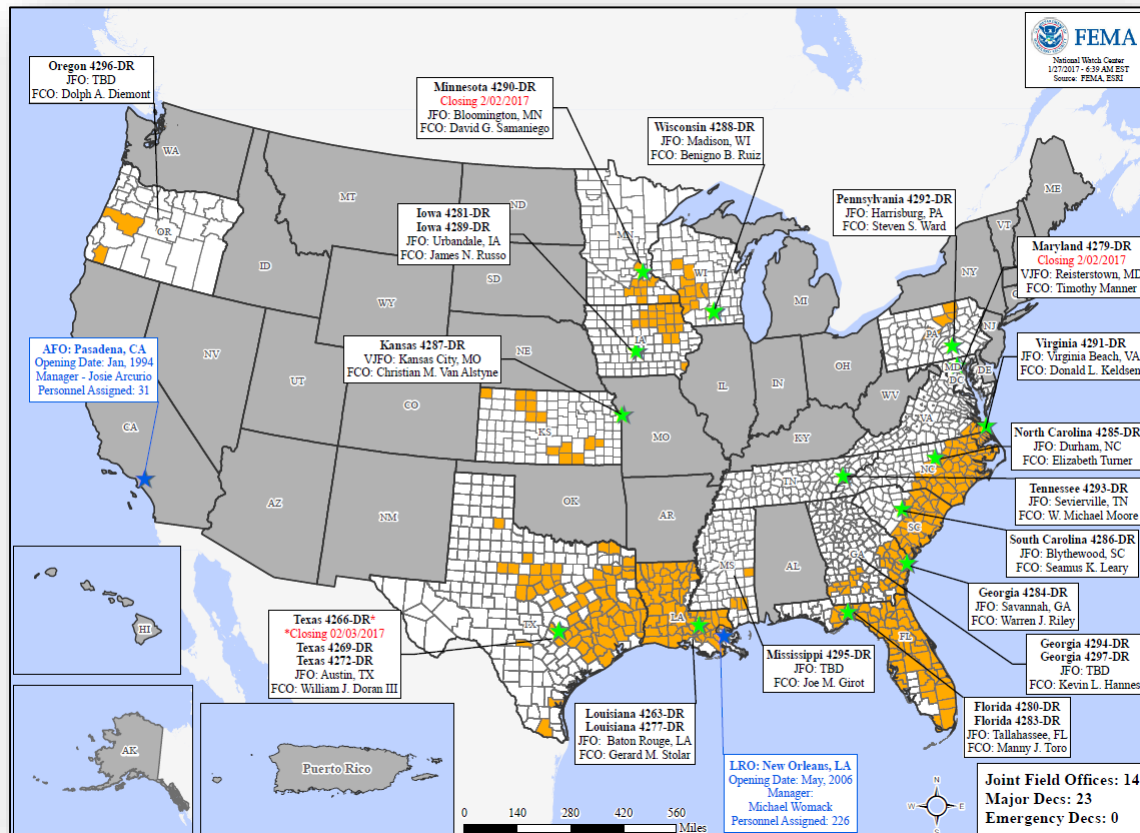 FEMA
National Watch Center
1/27/2017 - 6:39 AM EST
Source: FEMA, ESRI
Oregon 4296-DR
JFO: TBD
FCO: Dolph A. Diemont
Minnesota 4290-DR
Closing 2/02/2017
JFO: Bloomington, MN
FCO: David G. Samaniego
Wisconsin 4288-DR
JFO: Madison, WI
FCO: Benigno B. Ruiz
Pennsylvania 4292-DR
JFO: Harrisburg, PA
FCO: Steven S. Ward
Iowa 4281-DR
Iowa 4289-DR
JFO: Urbandale, IA
FCO: James N. Russo
Maryland 4279-DR
Closing 2/02/2017
VJFO: Reisterstown, MD
FCO: Timothy Manner
AFO: Pasadena, CA
Opening Date: Jan, 1994
Manager - Josie Arcurio
Personnel Assigned: 31
Kansas 4287-DR
VJFO: Kansas City, MO
FCO: Christian M. Van Alstyne
Virginia 4291-DR
JFO: Virginia Beach, VA
FCO: Donald L. Keldsen
North Carolina 4285-DR
JFO: Durham, NC
FCO: Elizabeth Turner
Tennessee 4293-DR
JFO: Sevierville, TN
FCO: W. Michael Moore
South Carolina 4286-DR
JFO: Blythewood, SC
FCO: Seamus K. Leary
Georgia 4284-DR
JFO: Savannah, GA
FCO: Warren J. Riley
Texas 4266-DR*
*Closing 02/03/2017
Texas 4269-DR
Texas 4272-DR
JFO: Austin, TX
FCO: William J. Doran III
Mississippi 4295-DR
JFO: TBD
FCO: Joe M. Girot
Georgia 4294-DR
Georgia 4297-DR
JFO: TBD
FCO: Kevin L. Hannes
Louisiana 4263-DR
Louisiana 4277-DR
JFO: Baton Rouge, LA
FCO: Gerard M. Stolar
Florida 4280-DR
Florida 4283-DR
JFO: Tallahassee, FL
FCO: Manny J. Toro
LRO: New Orleans, LA
Opening Date: May, 2006
Manager:
Michael Womack
Personnel Assigned: 226
WA
MT
ND
MN
ME
VT
OR
ID
SD
WI
NY
WY
MI
IA
PA
NJ
NV
NE
OH
MD
DE
DC
UT
IL
IN
WV
CA
CO
KS
MO
KY
VA
NC
TN
AZ
NM
OK
AR
SC
MS
AL
GA
TX
LA
FL
HI
AK
Puerto Rico
N
W
E
S
0 140 280 420 560
Miles
Joint Field Offices: 14
Major Decs: 23
Emergency Decs: 0